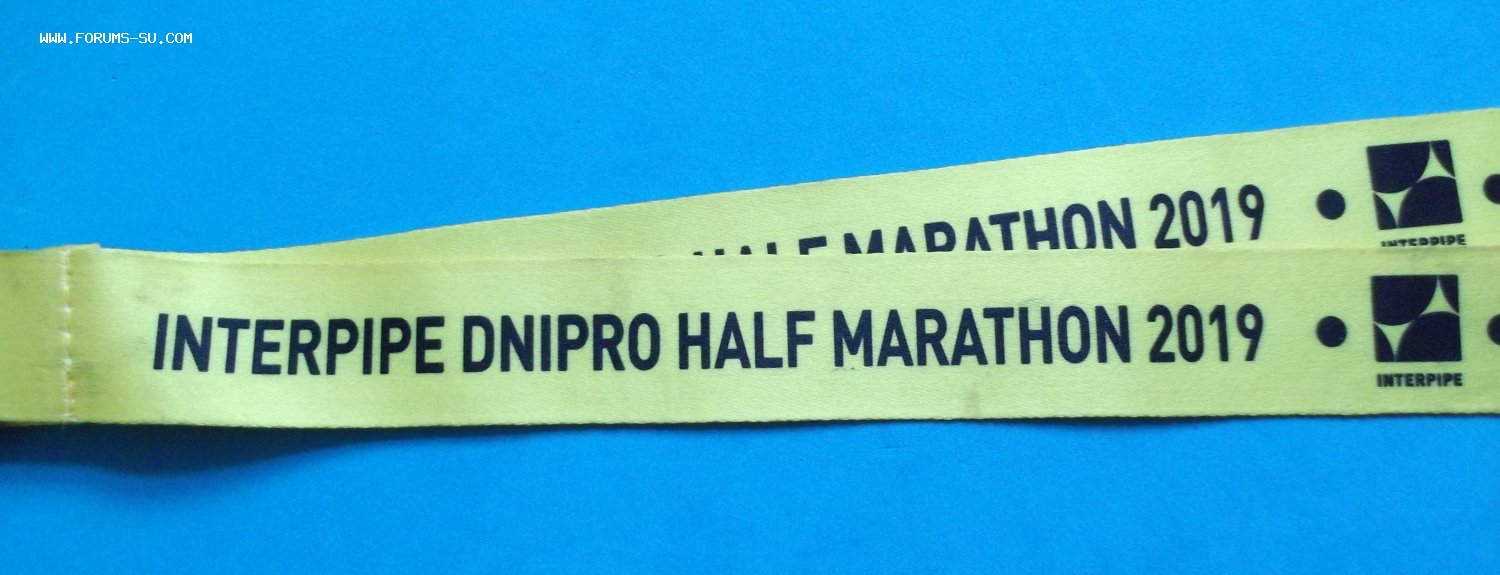 WWW.FORUMS-SU.COM
HALF MARATHON 2019
INTERPIPE
INTERPIPE DNIPRO HALF MARATHON 2019
INTERPIPE